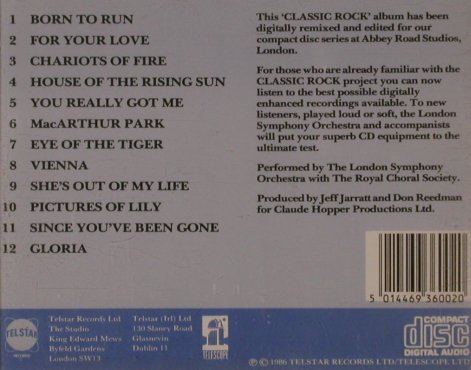 1 BORN TO RUN
2 FOR YOUR LOVE
3 CHARIOTS OF FIRE
4 HOUSE OF THE RISING SUN
5 YOU REALLY GOT ME
6 MacARTHUR PARK
7 EYE OF THE TIGER
8 VIENNA
9 SHE'S OUT OF MY LIFE
10 PICTURES OF LILY
11 SINCE YOU'VE BEEN GONE
12 GLORIA
This 'CLASSIC ROCK' album has been
digitally remixed and edited for our
compact disc series at Abbey Road Studios,
London.
For those who are already familiar with the
CLASSIC ROCK project you can now
listen to the best possible digitally
enhanced recordings available. To new
listeners, played loud or soft, the London
Symphony Orchestra and accompanists
will put your superb CD equipment to the
ultimate test.
Performed by The London Symphony
Orchestra with The Royal Choral Society.
Produced by Jeff Jarratt and Don Reedman
for Claude Hopper Productions Ltd.
5 014469 360020
TELSTAR
RECORDS
Telstar Records Ltd
The Studio
King Edward Mews
Byfeld Gardens
London SW13
Telstar (Irl) Ltd
130 Slaney Road
Glasnevin
Dublin 11
TELESCOPE
COMPACT
disc
DIGITAL AUDIO
℗ © 1986 TELSTAR RECORDS LTD/TELESCOPE LTD